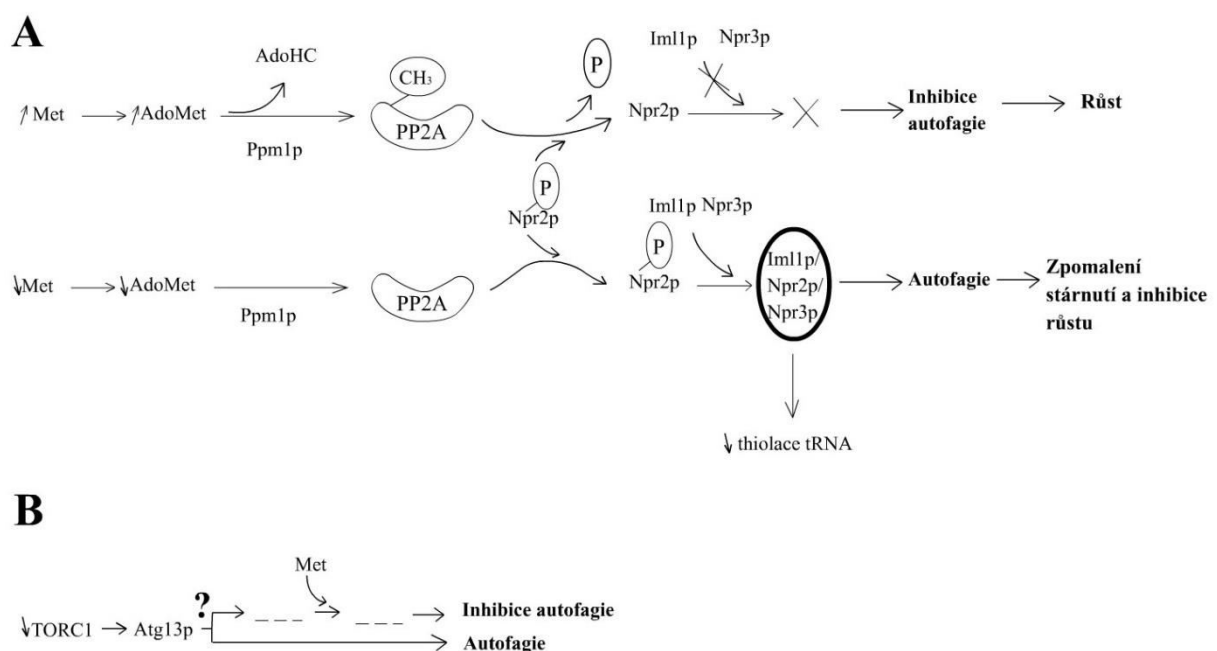 A
AdoHC
↗Met → ↗AdoMet
Ppm1p
CH₃
PP2A
P
P
Npr2p
Iml1p Npr3p
Npr2p
Inhibice
autofagie
Růst
↓Met → ↓AdoMet
Ppm1p
PP2A
Iml1p Npr3p
P
Npr2p
Iml1p/
Npr2p/
Npr3p
Autofagie
Zpomalení
stárnutí a inhibice
růstu
↓ thiolace tRNA
B
Met
↓TORC1 → Atg13p
?
Inhibice autofagie
Autofagie